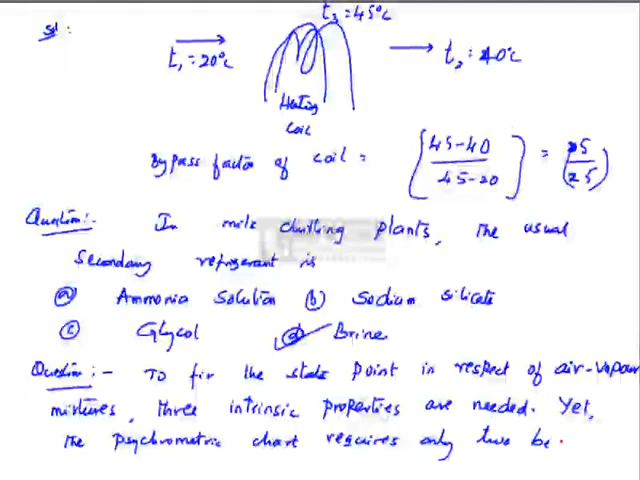 Sol :
t3 = 45°C
t1 = 20°C
t2 = 40°C
Heating
coil
Bypass factor of coil = [45-40 / 45-20] = (5 / 25)
Question:- In milk chilling plants, the usual
secondary refrigerant is
(a) Ammonia solution (b) Sodium silicate
(c) Glycol (d) Brine
Question:- To fix the state point in respect of air-vapour
mixtures, three intrinsic properties are needed. Yet,
the psychrometric chart requires only two be